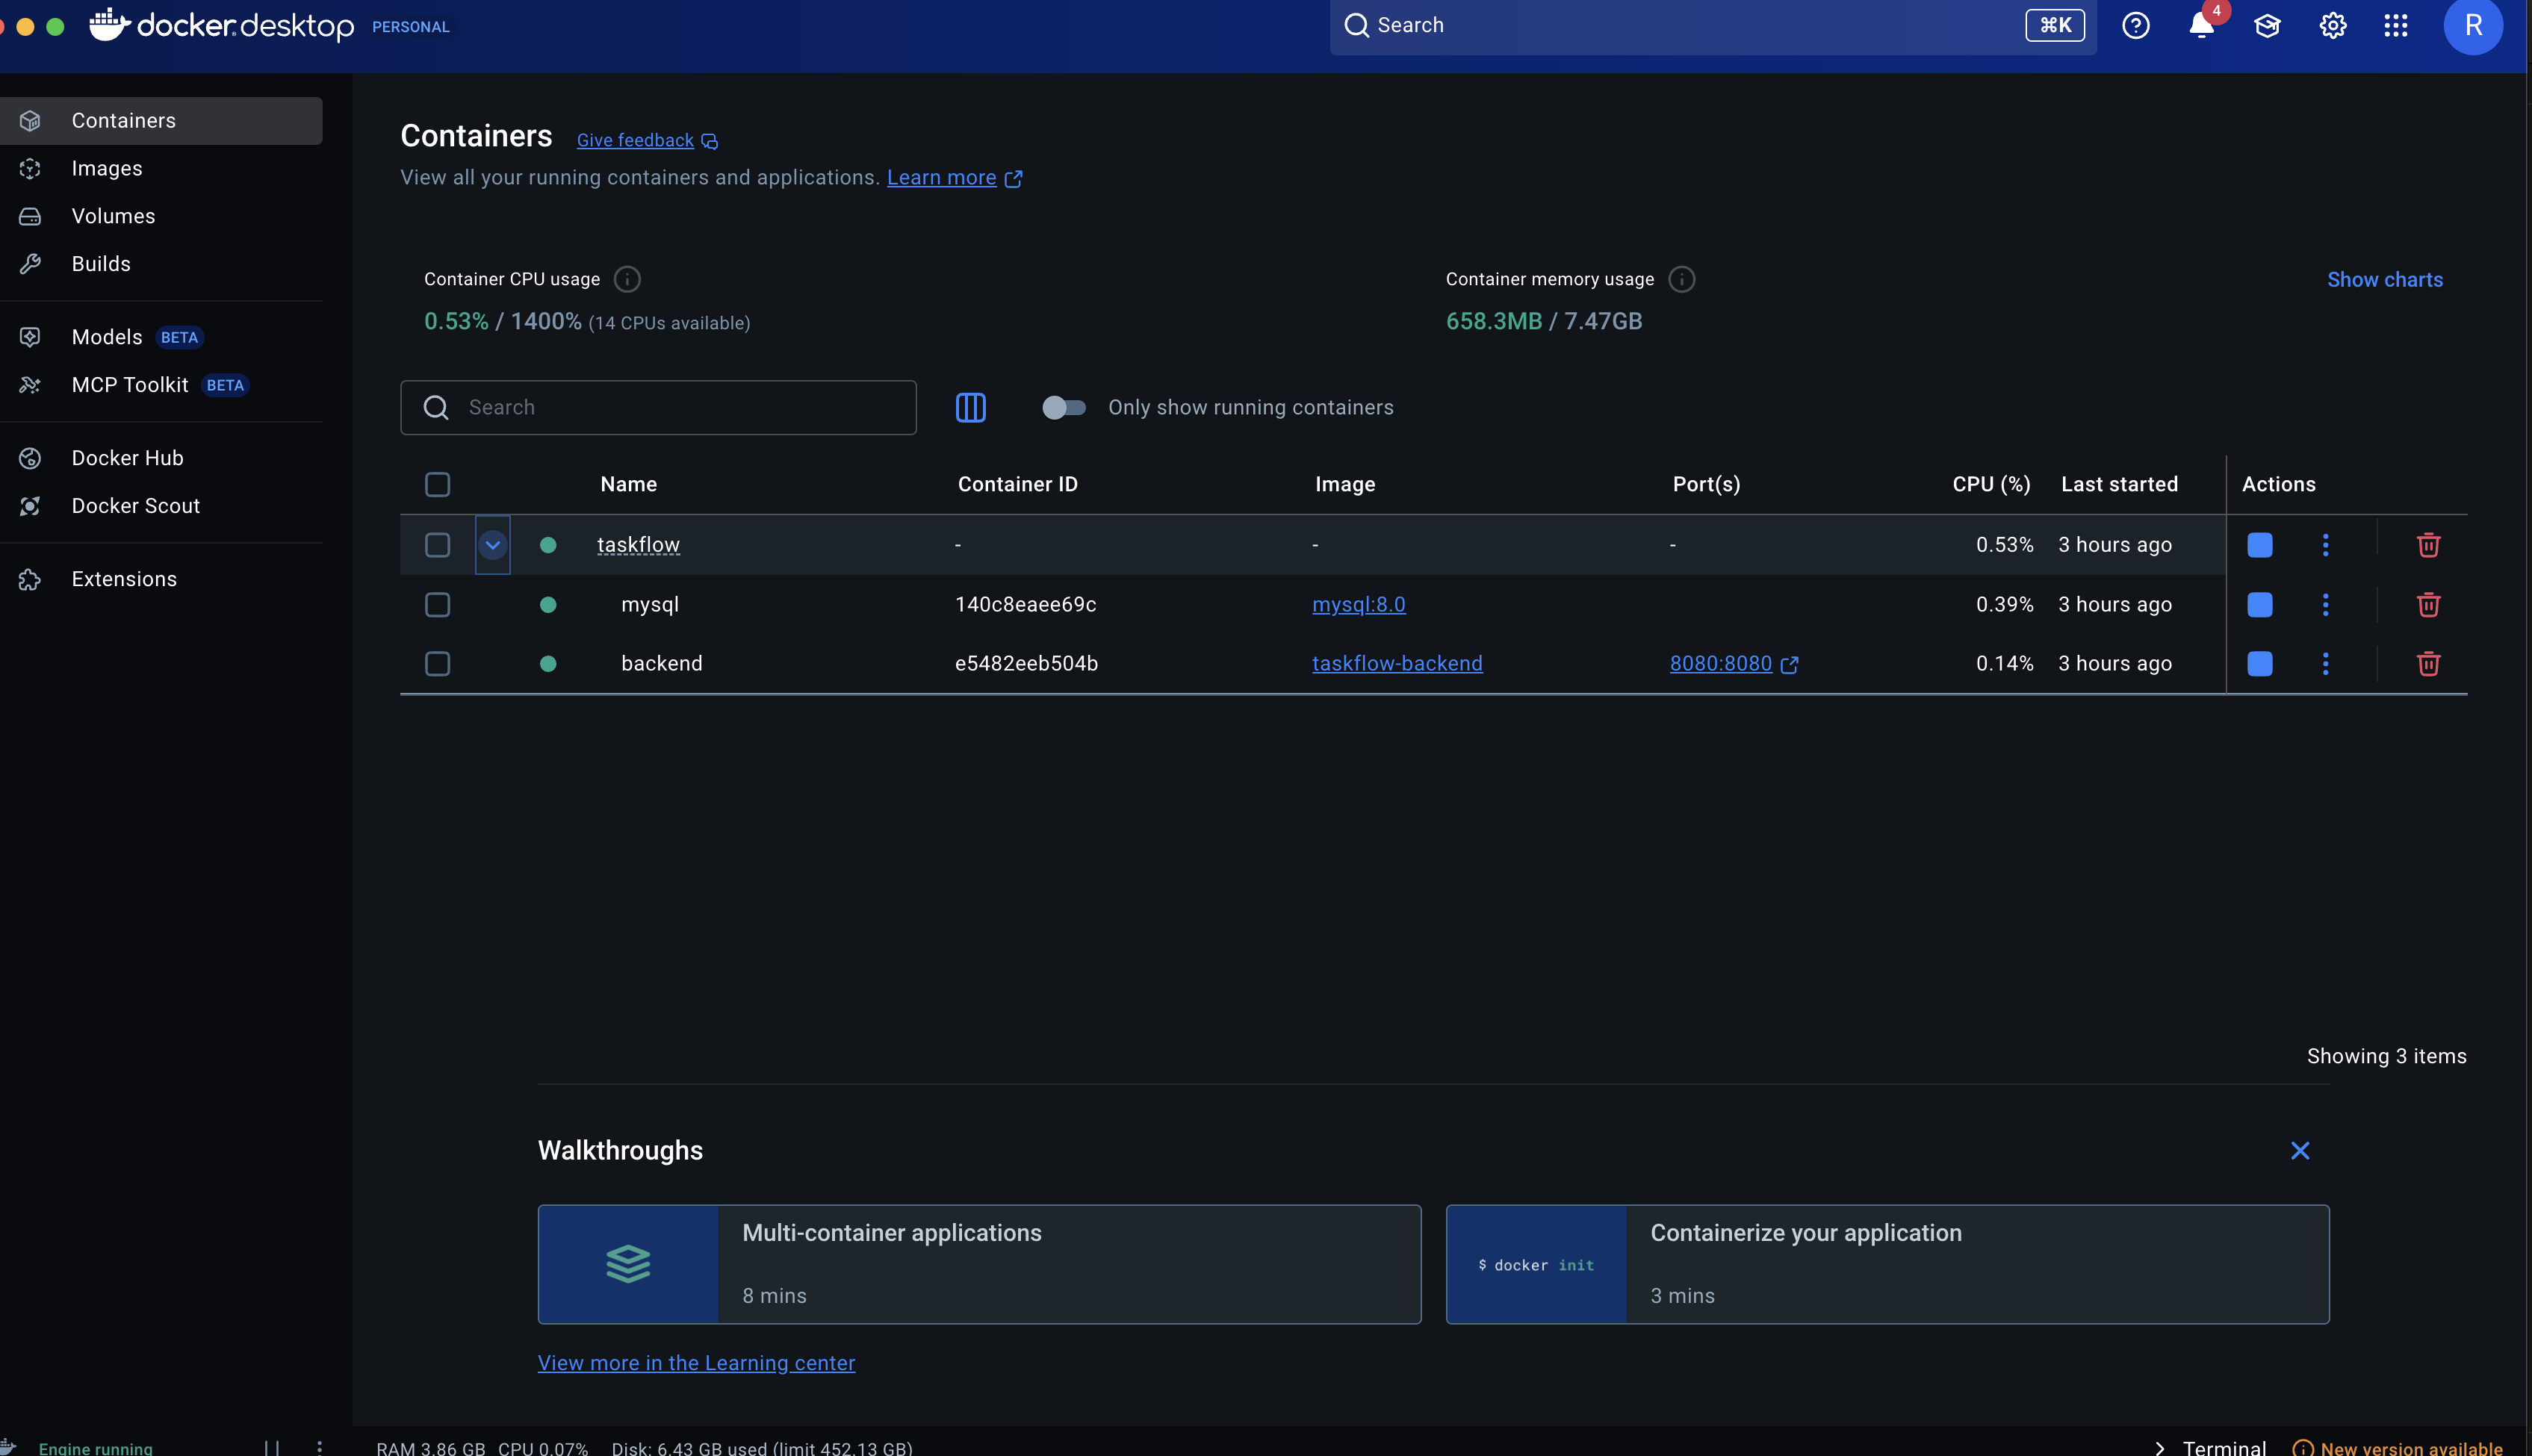 docker.desktop PERSONAL
Search ⌘K 4 R
Containers
Images
Volumes
Builds
Models BETA
MCP Toolkit BETA
Docker Hub
Docker Scout
Extensions
Containers Give feedback
View all your running containers and applications. Learn more
Container CPU usage
0.53% / 1400% (14 CPUs available)
Container memory usage
658.3MB / 7.47GB
Show charts
Search
Only show running containers
Name Container ID Image Port(s) CPU (%) Last started Actions
taskflow - - - 0.53% 3 hours ago
mysql 140c8eaee69c mysql:8.0 0.39% 3 hours ago
backend e5482eeb504b taskflow-backend 8080:8080 0.14% 3 hours ago
Showing 3 items
Walkthroughs
Multi-container applications
8 mins
$ docker init
Containerize your application
3 mins
View more in the Learning center
Engine running
RAM 3.86 GB CPU 0.07% Disk: 6.43 GB used (limit 452.13 GB)
Terminal
New version available